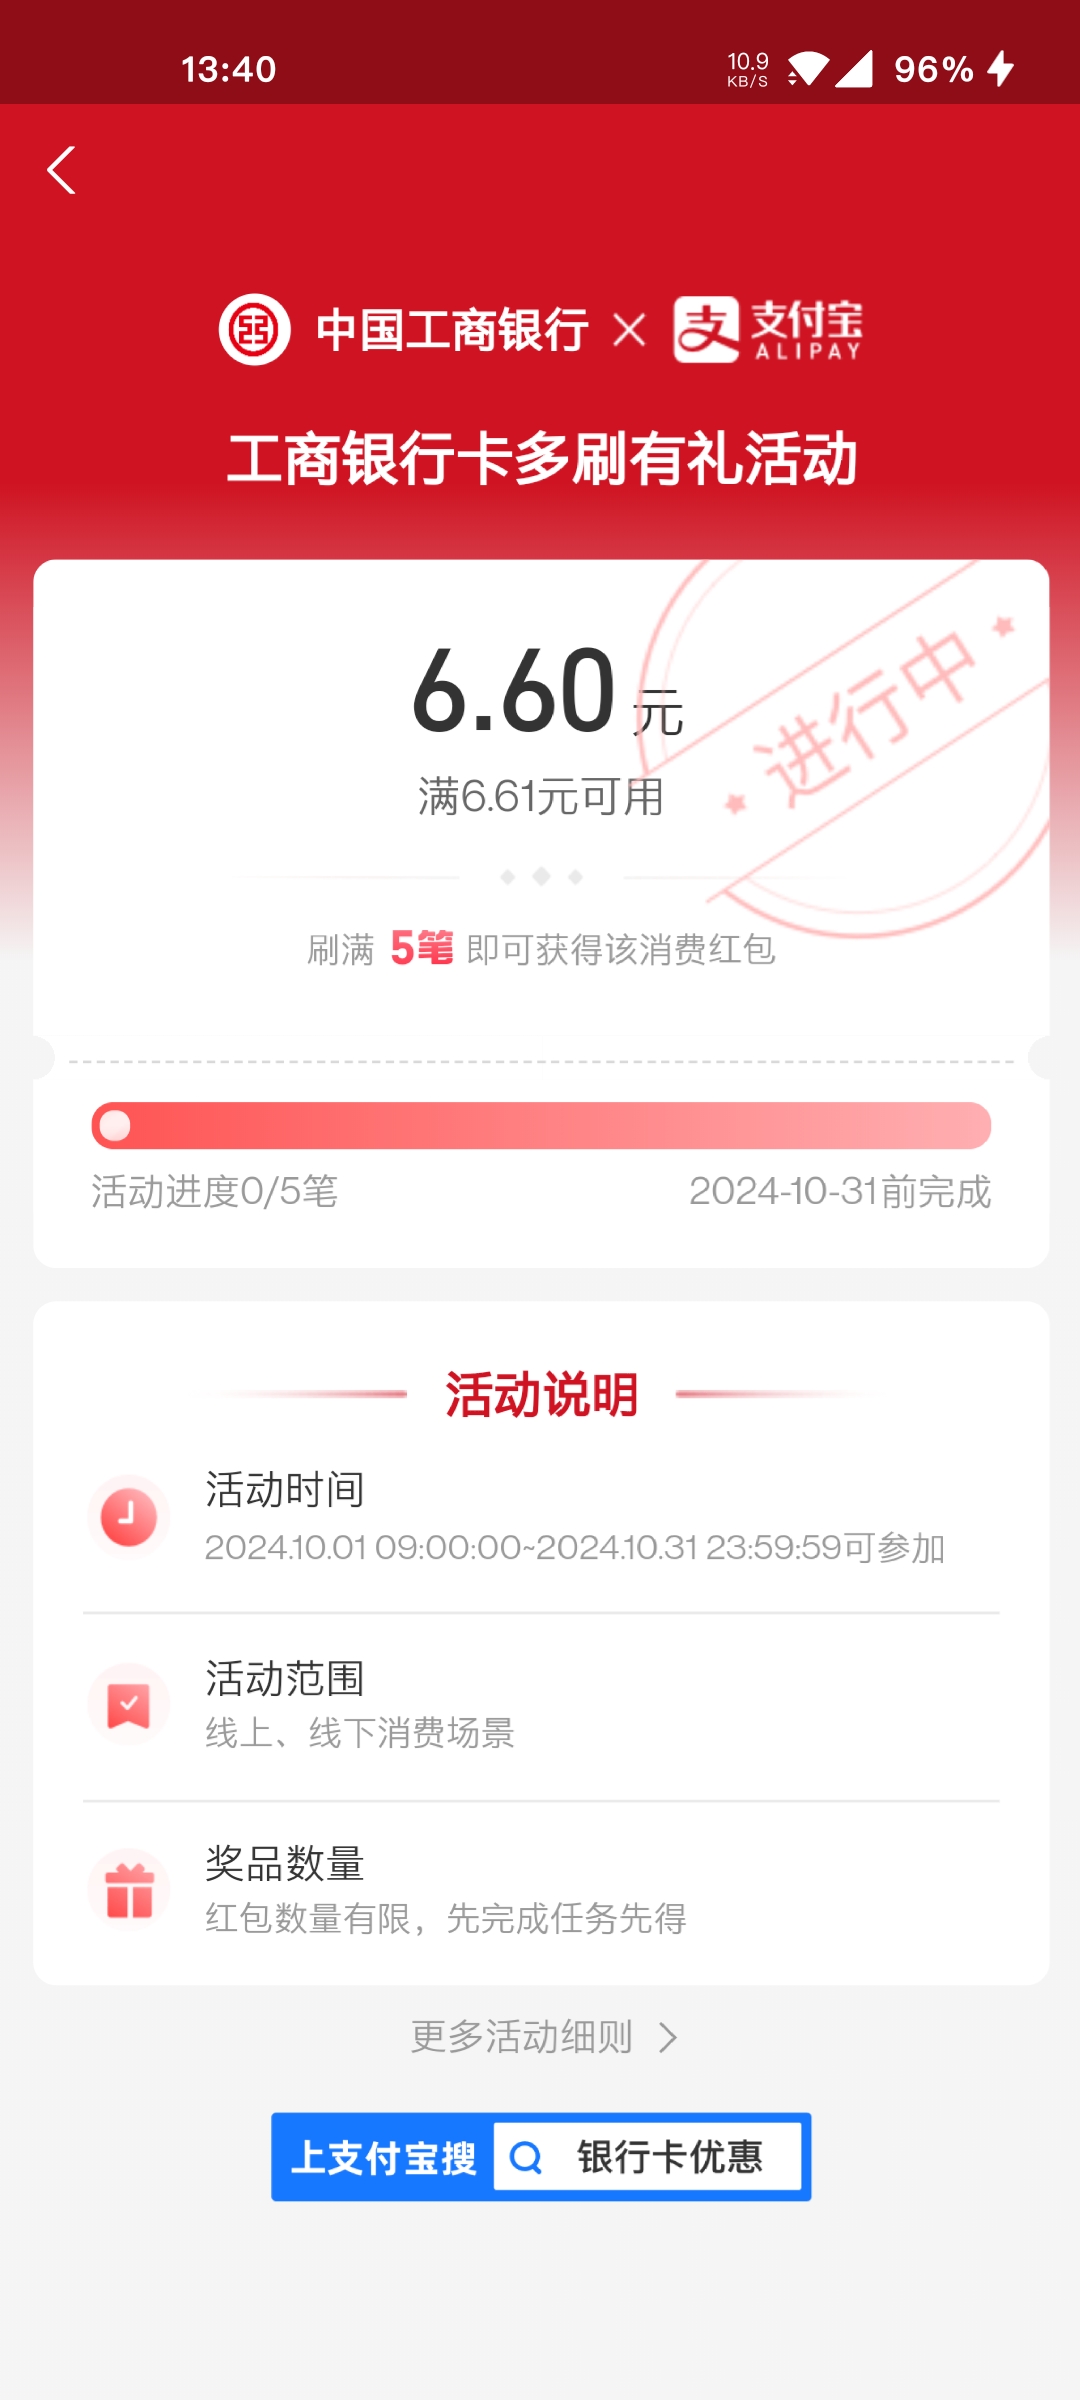 13:40
10.9
KB/S
96%
中国工商银行
支付宝
ALIPAY
工商银行卡多刷有礼活动
6.60元
进行中
满6.61元可用
刷满 5笔 即可获得该消费红包
活动进度0/5笔
2024-10-31前完成
活动说明
活动时间
2024.10.01 09:00:00~2024.10.31 23:59:59可参加
活动范围
线上、线下消费场景
奖品数量
红包数量有限，先完成任务先得
更多活动细则
上支付宝搜
银行卡优惠